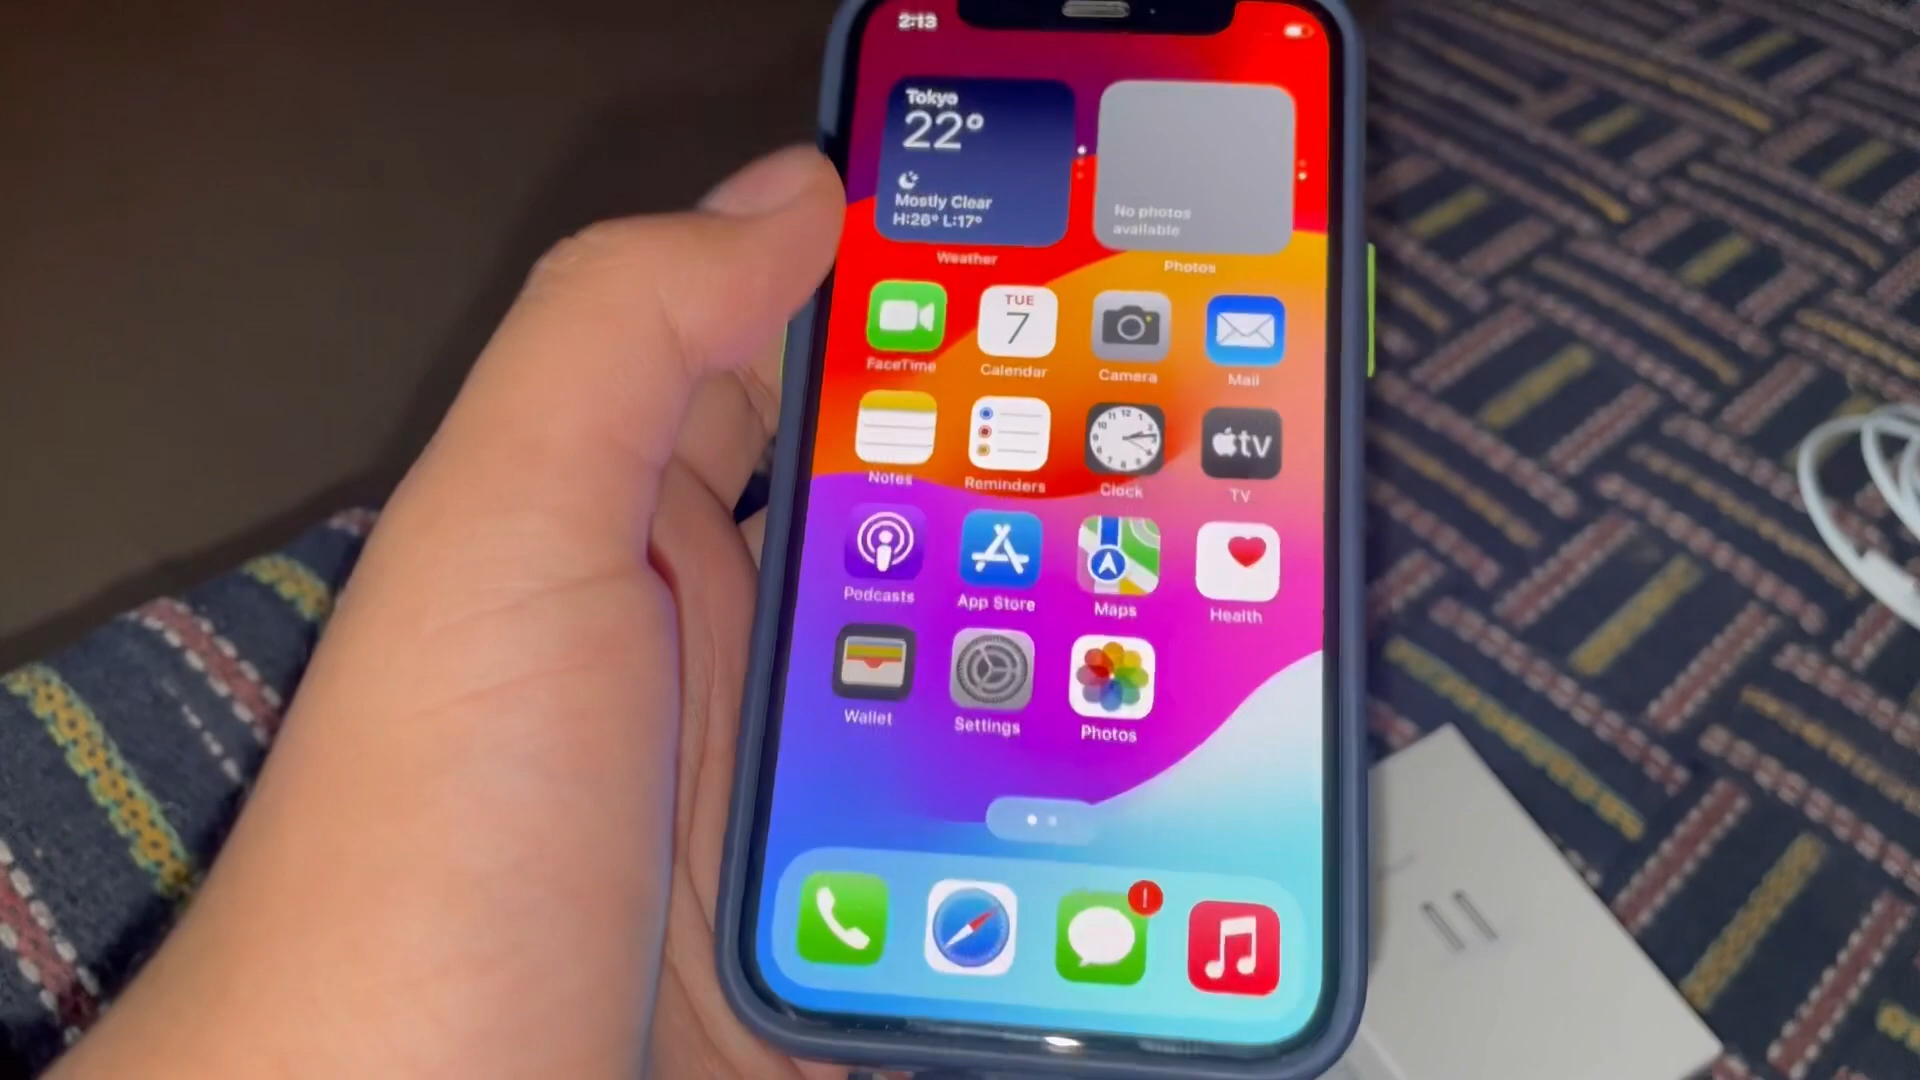 2:13
Tokyo
22°
Mostly Clear
H:26° L:17°
Weather
No photos
available
Photos
FaceTime
TUE
7
Calendar
Camera
Mail
Notes
Reminders
Clock
tv
TV
Podcasts
App Store
Maps
Health
Wallet
Settings
Photos
!